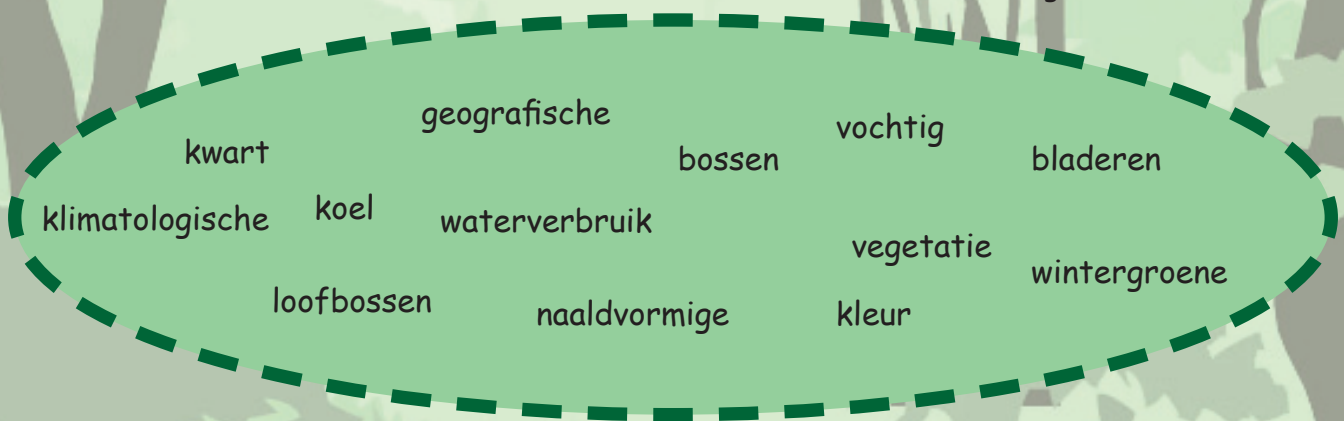 geografische
vochtig
kwart
bossen
bladeren
klimatologische
koel
waterverbruik
vegetatie
wintergroene
loofbossen
naaldvormige
kleur